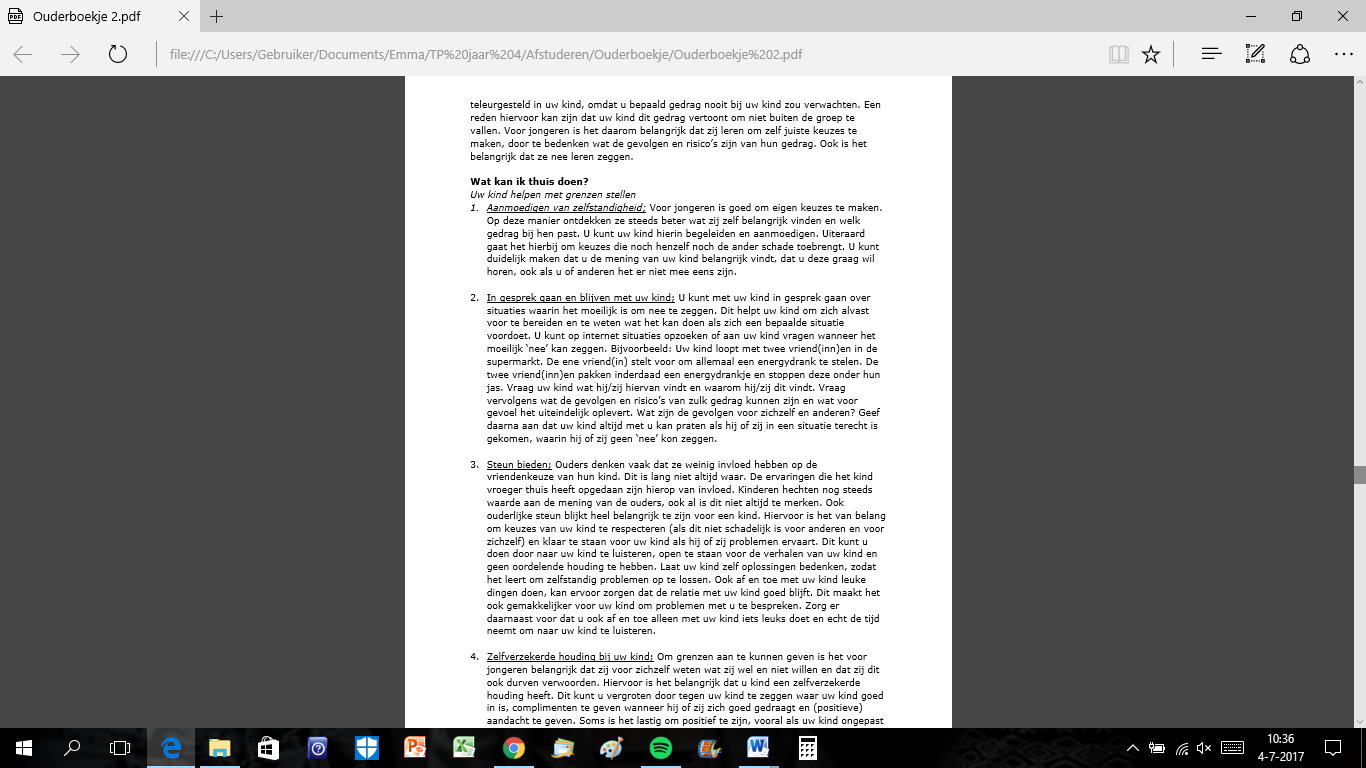 Ouderboekje 2.pdf
file:///C:/Users/Gebruiker/Documents/Emma/TP%20jaar%204/Afstuderen/Ouderboekje/Ouderboekje%202.pdf
teleurgesteld in uw kind, omdat u bepaald gedrag nooit bij uw kind zou verwachten. Een
reden hiervoor kan zijn dat uw kind dit gedrag vertoont om niet buiten de groep te
vallen. Voor jongeren is het daarom belangrijk dat zij leren om zelf juiste keuzes te
maken, door te bedenken wat de gevolgen en risico's zijn van hun gedrag. Ook is het
belangrijk dat ze nee leren zeggen.
Wat kan ik thuis doen?
Uw kind helpen met grenzen stellen
1. Aanmoedigen van zelfstandigheid; Voor jongeren is goed om eigen keuzes te maken.
Op deze manier ontdekken ze steeds beter wat zij zelf belangrijk vinden en welk
gedrag bij hen past. U kunt uw kind hierin begeleiden en aanmoedigen. Uiteraard
gaat het hierbij om keuzes die noch henzelf noch de ander schade toebrengt. U kunt
duidelijk maken dat u de mening van uw kind belangrijk vindt, dat u deze graag wil
horen, ook als u of anderen het er niet mee eens zijn.
2. In gesprek gaan en blijven met uw kind; U kunt met uw kind in gesprek gaan over
situaties waarin het moeilijk is om nee te zeggen. Dit helpt uw kind om zich alvast
voor te bereiden en te weten wat het kan doen als zich een bepaalde situatie
voordoet. U kunt op internet situaties opzoeken of aan uw kind vragen wanneer het
moeilijk 'nee' kan zeggen. Bijvoorbeeld: Uw kind loopt met twee vriend(inn)en in de
supermarkt. De ene vriend(in) stelt voor om allemaal een energydrank te stelen. De
twee vriend(inn)en pakken inderdaad een energydrankje en stoppen deze onder hun
jas. Vraag uw kind wat hij/zij hiervan vindt en waarom hij/zij dit vindt. Vraag
vervolgens wat de gevolgen en risico's van zulk gedrag kunnen zijn en wat voor
gevoel het uiteindelijk oplevert. Wat zijn de gevolgen voor zichzelf en anderen? Geef
daarna aan dat uw kind altijd met u kan praten als hij of zij in een situatie terecht is
gekomen, waarin hij of zij geen 'nee' kon zeggen.
3. Steun bieden; Ouders denken vaak dat ze weinig invloed hebben op de
vriendenkeuze van hun kind. Dit is lang niet altijd waar. De ervaringen die het kind
vroeger thuis heeft opgedaan zijn hierop van invloed. Kinderen hechten nog steeds
waarde aan de mening van de ouders, ook al is dit niet altijd te merken. Ook
ouderlijke steun blijkt heel belangrijk te zijn voor een kind. Hiervoor is het van belang
om keuzes van uw kind te respecteren (als dit niet schadelijk is voor anderen en voor
zichzelf) en klaar te staan voor uw kind als hij of zij problemen ervaart. Dit kunt u
doen door naar uw kind te luisteren, open te staan voor de verhalen van uw kind en
geen oordelende houding te hebben. Laat uw kind zelf oplossingen bedenken, zodat
het leert om zelfstandig problemen op te lossen. Ook af en toe met uw kind leuke
dingen doen, kan ervoor zorgen dat de relatie met uw kind goed blijft. Dit maakt het
ook gemakkelijker voor uw kind om problemen met u te bespreken. Zorg er
daarnaast voor dat u ook af en toe alleen met uw kind iets leuks doet en echt de tijd
neemt om naar uw kind te luisteren.
4. Zelfverzekerde houding bij uw kind; Om grenzen aan te kunnen geven is het voor
jongeren belangrijk dat zij voor zichzelf weten wat zij wel en niet willen en dat zij dit
ook durven verwoorden. Hiervoor is het belangrijk dat u kind een zelfverzekerde
houding heeft. Dit kunt u vergroten door tegen uw kind te zeggen waar uw kind goed
in is, complimenten te geven wanneer hij of zij zich goed gedraagt en (positieve)
aandacht te geven. Soms is het lastig om positief te zijn, vooral als uw kind ongepast
10:36
4-7-2017